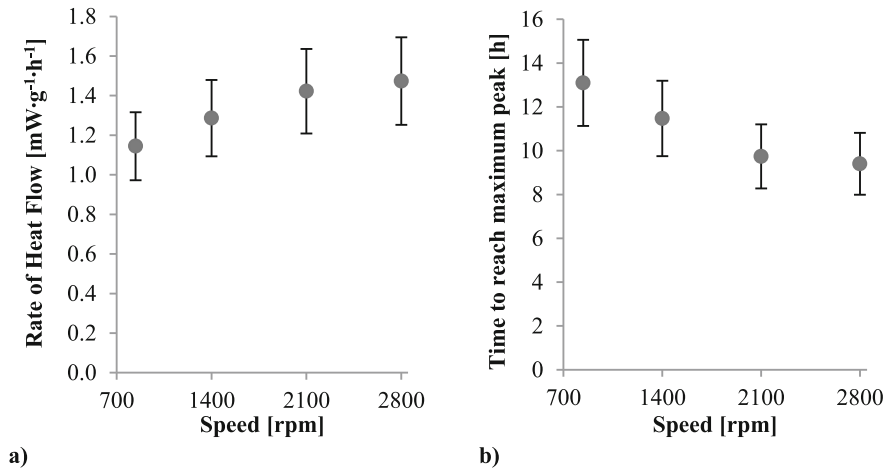 Rate of Heat Flow [mW·g⁻¹·h⁻¹]
1.8
1.6
1.4
1.2
1.0
0.8
0.6
0.4
0.2
0.0
700 1400 2100 2800
Speed [rpm]
a)
Time to reach maximum peak [h]
16
14
12
10
8
6
4
2
0
700 1400 2100 2800
Speed [rpm]
b)